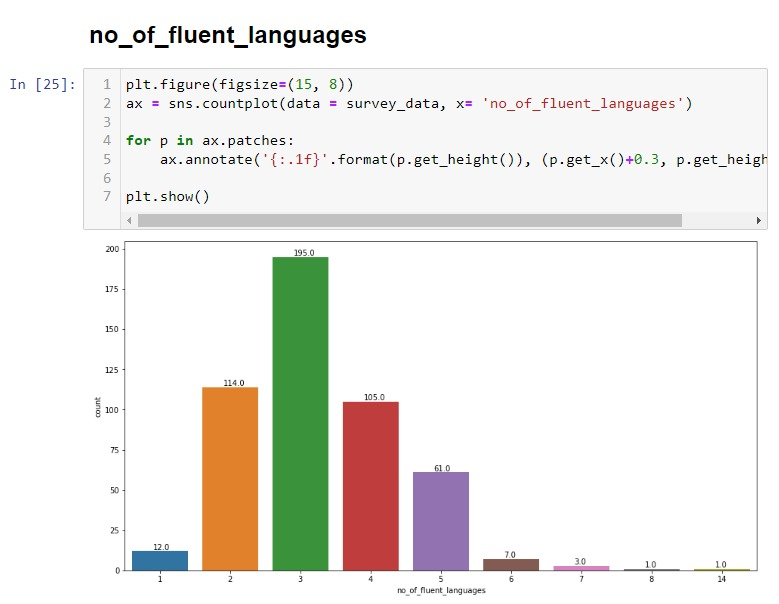 no_of_fluent_languages
In [25]:
1 plt.figure(figsize=(15, 8))
2 ax = sns.countplot(data = survey_data, x= 'no_of_fluent_languages')
3
4 for p in ax.patches:
5 ax.annotate('{:.1f}'.format(p.get_height()), (p.get_x()+0.3, p.get_heigh
6
7 plt.show()
200
175
150
125
100
75
50
25
0
count
12.0
114.0
195.0
105.0
61.0
7.0
3.0
1.0
1.0
1 2 3 4 5 6 7 8 14
no_of_fluent_languages